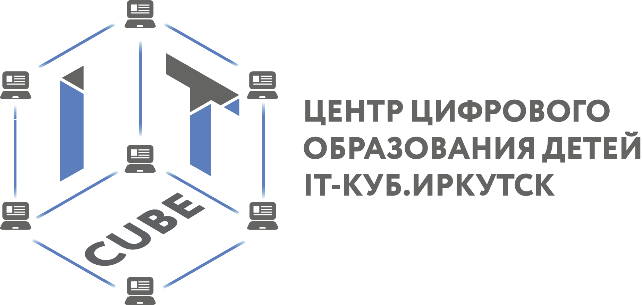 IT
CUBE
ЦЕНТР ЦИФРОВОГО
ОБРАЗОВАНИЯ ДЕТЕЙ
IT-КУБ.ИРКУТСК